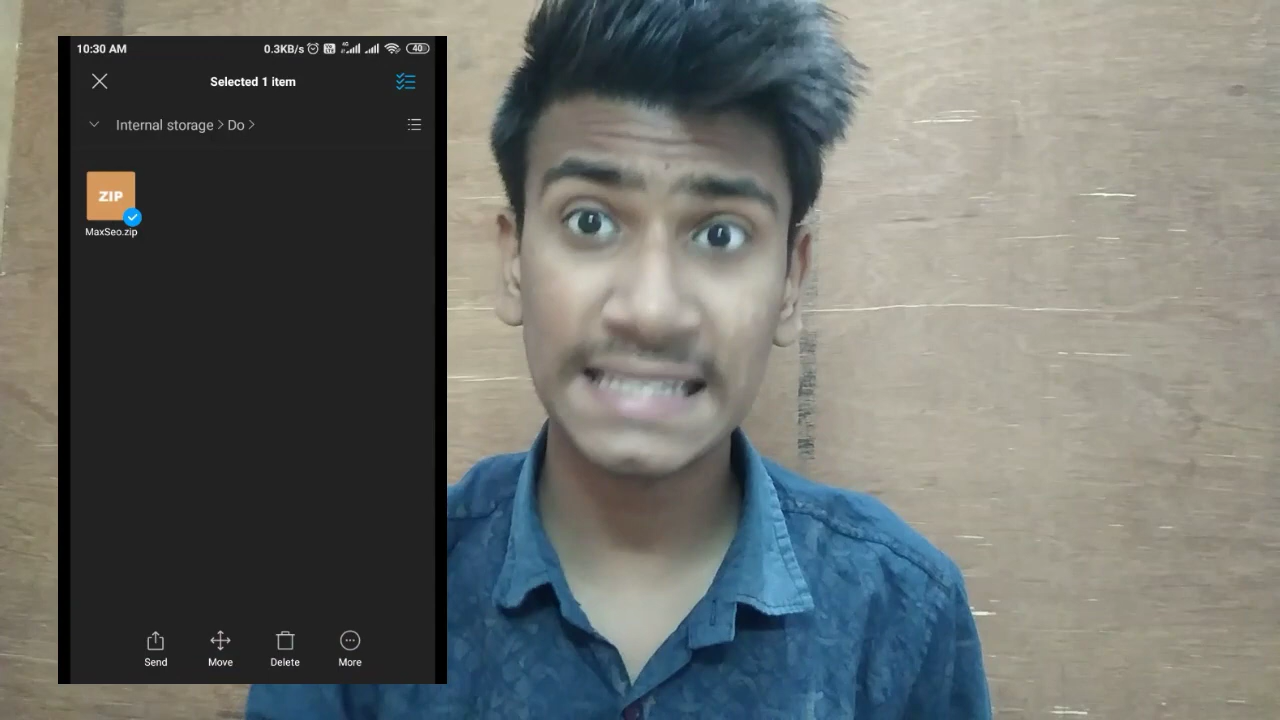 10:30 AM
0.3KB/s
40
Selected 1 item
Internal storage > Do >
ZIP
MaxSeo.zip
Send
Move
Delete
More